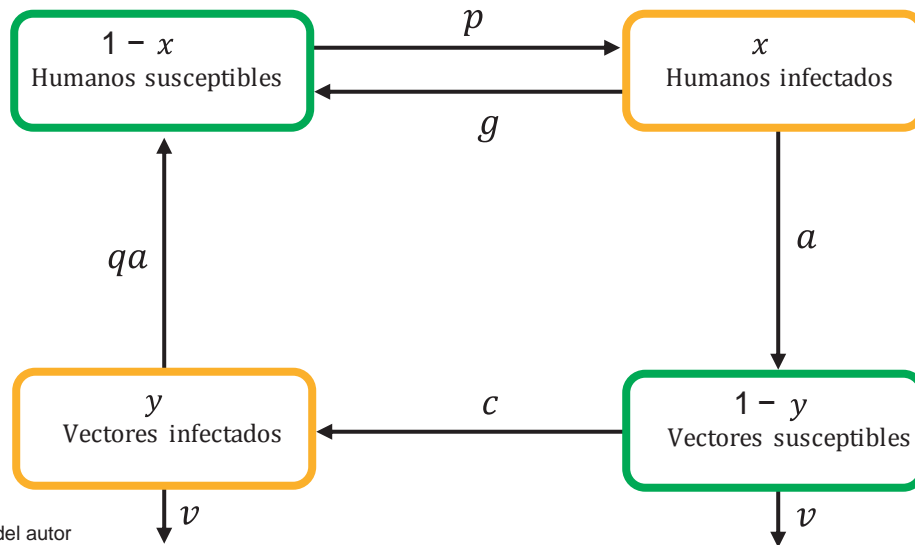 1 − x
Humanos susceptibles
p
x
Humanos infectados
g
qa
a
y
Vectores infectados
c
1 − y
Vectores susceptibles
v
v
del autor